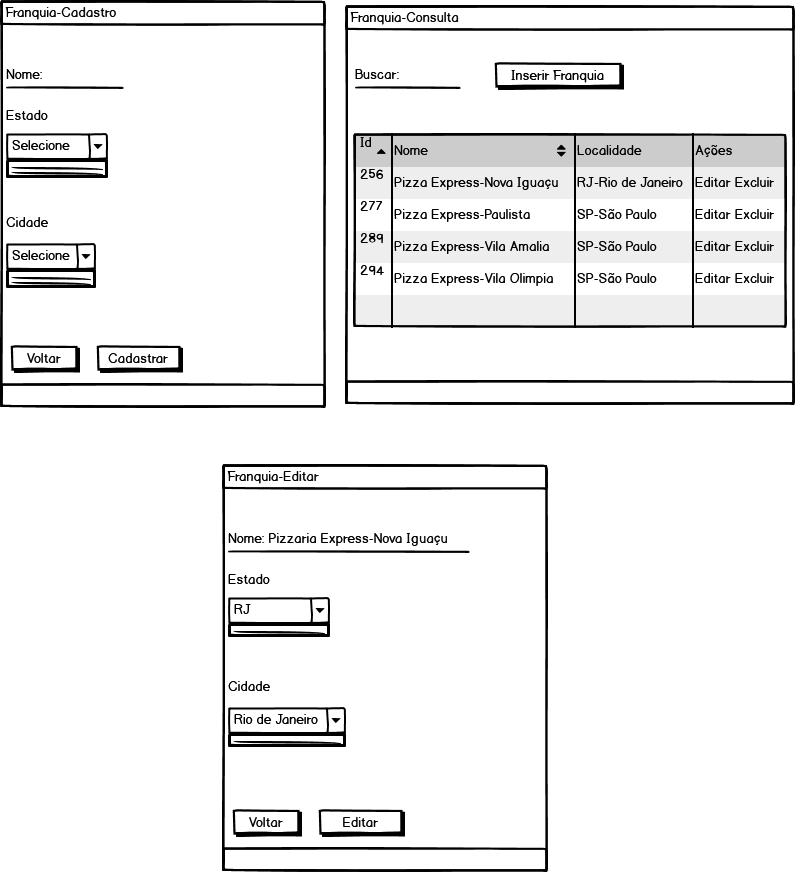 Franquia-Cadastro
Nome:
Estado
Selecione
Cidade
Selecione
Voltar Cadastrar
Franquia-Consulta
Buscar: Inserir Franquia
Id Nome Localidade Ações
256 Pizza Express-Nova Iguaçu RJ-Rio de Janeiro Editar Excluir
277 Pizza Express-Paulista SP-São Paulo Editar Excluir
289 Pizza Express-Vila Amalia SP-São Paulo Editar Excluir
294 Pizza Express-Vila Olimpia SP-São Paulo Editar Excluir
Franquia-Editar
Nome: Pizzaria Express-Nova Iguaçu
Estado
RJ
Cidade
Rio de Janeiro
Voltar Editar